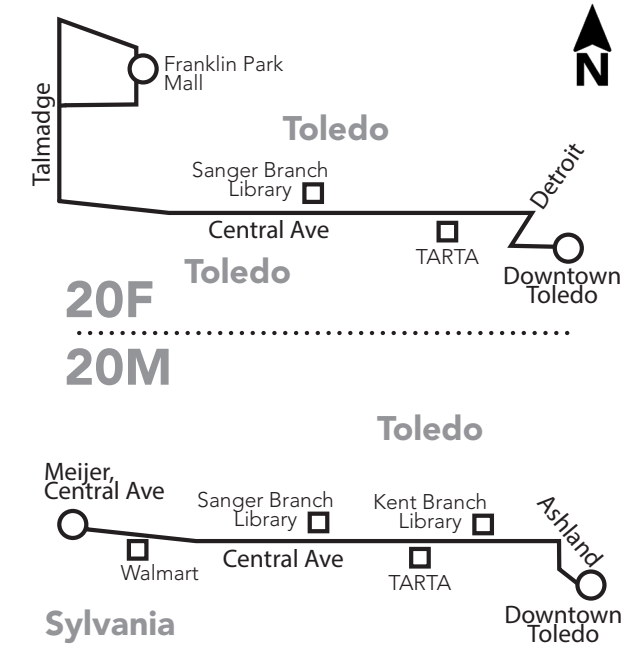 N
Franklin Park
Mall
Talmadge
Toledo
Detroit
Sanger Branch
Library
Central Ave
TARTA
Toledo
Downtown
Toledo
20F
20M
Toledo
Meijer,
Central Ave
Sanger Branch
Library
Kent Branch
Library
Ashland
Central Ave
Walmart
TARTA
Sylvania
Downtown
Toledo